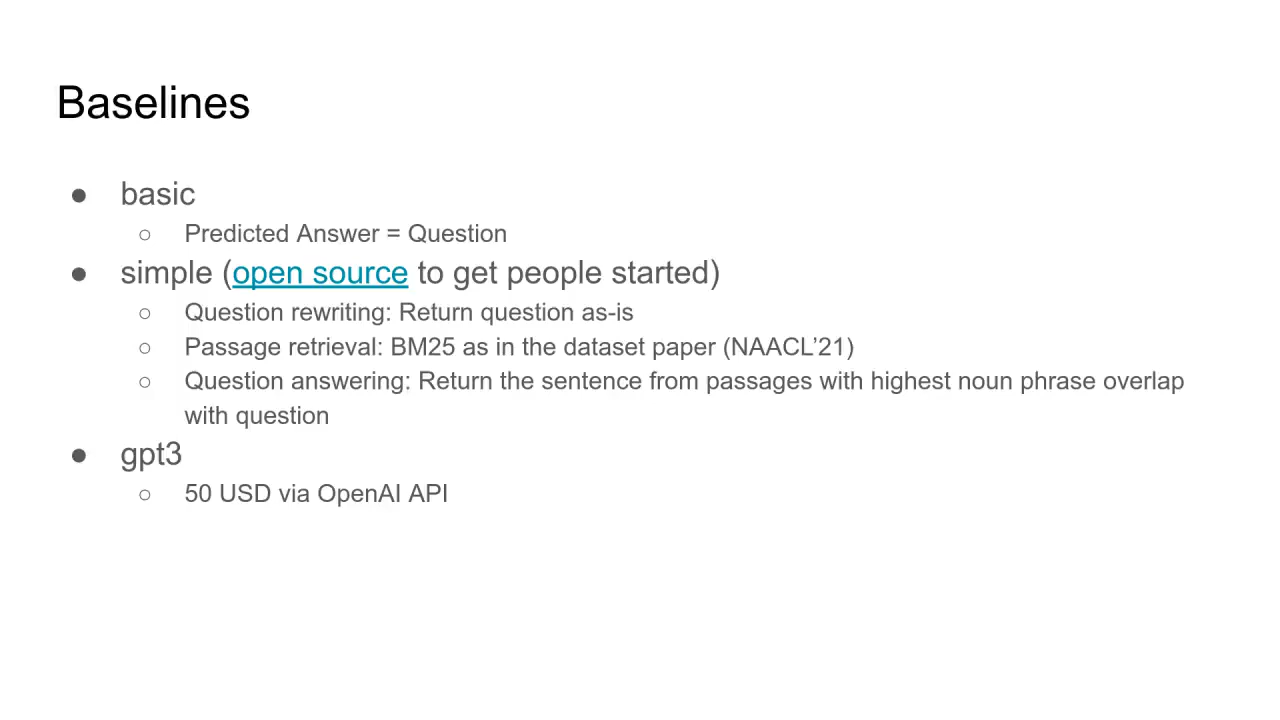 Baselines
● basic
○ Predicted Answer = Question
● simple (open source to get people started)
○ Question rewriting: Return question as-is
○ Passage retrieval: BM25 as in the dataset paper (NAACL’21)
○ Question answering: Return the sentence from passages with highest noun phrase overlap
with question
● gpt3
○ 50 USD via OpenAI API